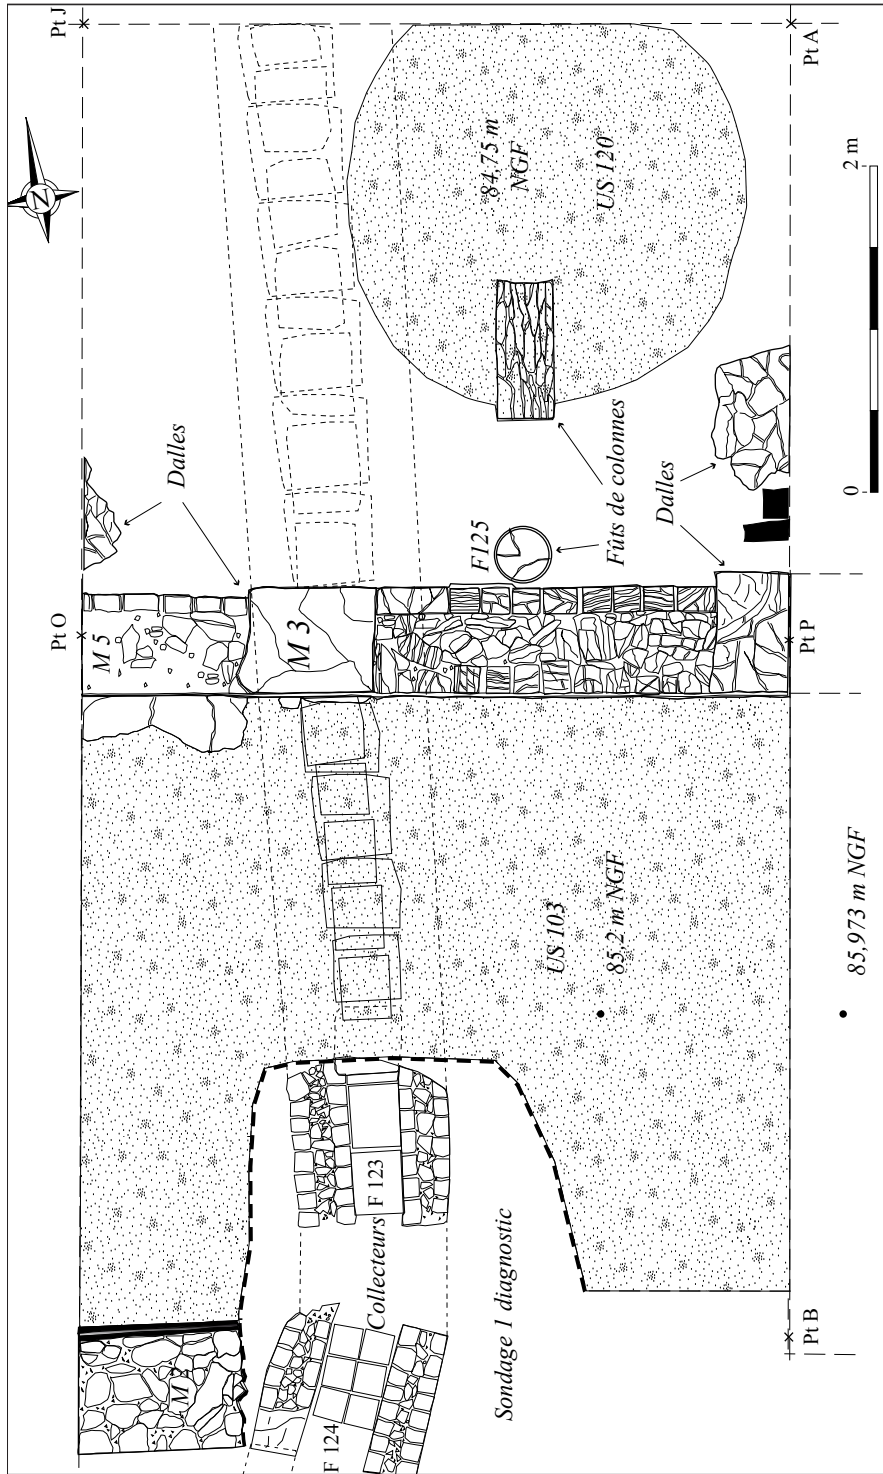 Pt J
Pt A
N
84,75 m
NGF
US 120
2 m
0
Dalles
Fûts de colonnes
Dalles
F125
Pt O
M 5
M 3
Pt P
US 103
85,2 m NGF
85,973 m NGF
F 123
Collecteurs
Sondage 1 diagnostic
Pt B
M
F 124